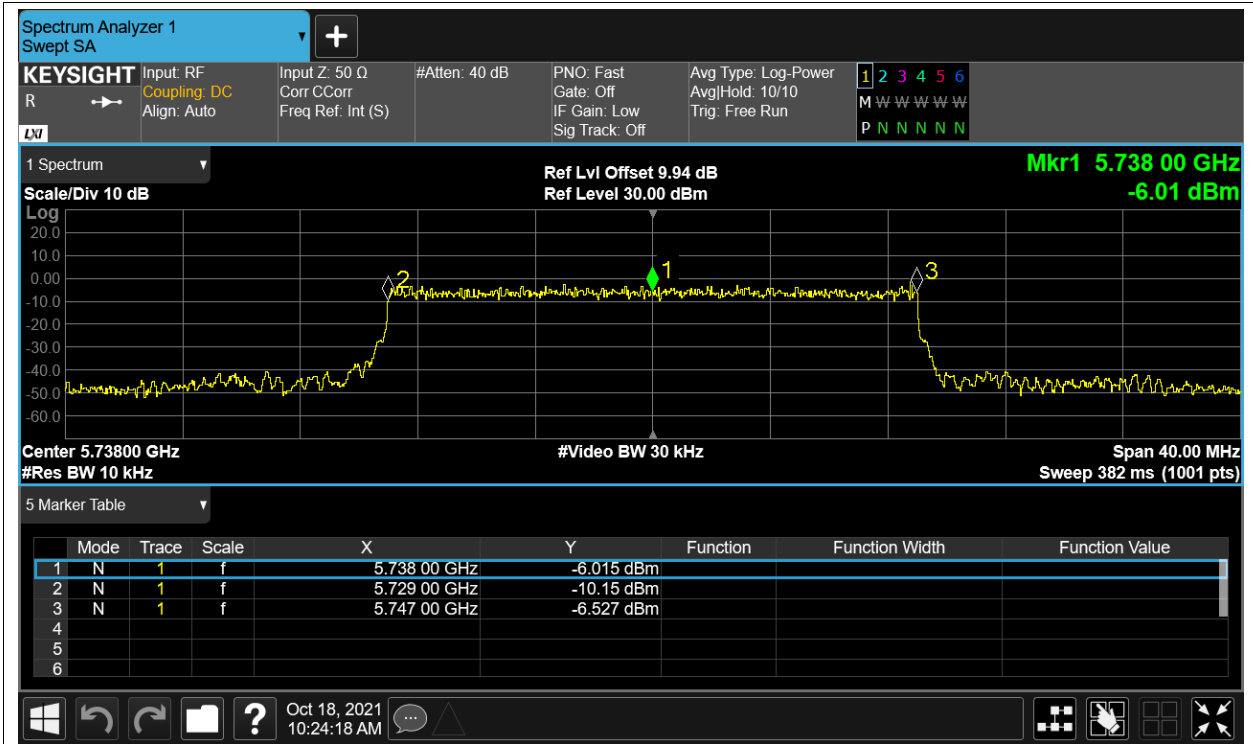 Spectrum Analyzer 1
Swept SA
+
KEYSIGHT Input: RF Input Z: 50 Ω #Atten: 40 dB PNO: Fast Avg Type: Log-Power 1 2 3 4 5 6
R Coupling: DC Corr CCorr Gate: Off Avg|Hold: 10/10 M W W W W W W
Align: Auto Freq Ref: Int (S) IF Gain: Low Trig: Free Run
LXI Sig Track: Off P N N N N N N
1 Spectrum Ref Lvl Offset 9.94 dB Mkr1 5.738 00 GHz
Scale/Div 10 dB Ref Level 30.00 dBm -6.01 dBm
Log
20.0
10.0
0.00
-10.0
-20.0
-30.0
-40.0
-50.0
-60.0
2 1 3
Center 5.73800 GHz #Video BW 30 kHz Span 40.00 MHz
#Res BW 10 kHz Sweep 382 ms (1001 pts)
5 Marker Table
Mode Trace Scale X Y Function Function Width Function Value
1 N 1 f 5.738 00 GHz -6.015 dBm
2 N 1 f 5.729 00 GHz -10.15 dBm
3 N 1 f 5.747 00 GHz -6.527 dBm
4
5
6
? Oct 18, 2021
10:24:18 AM